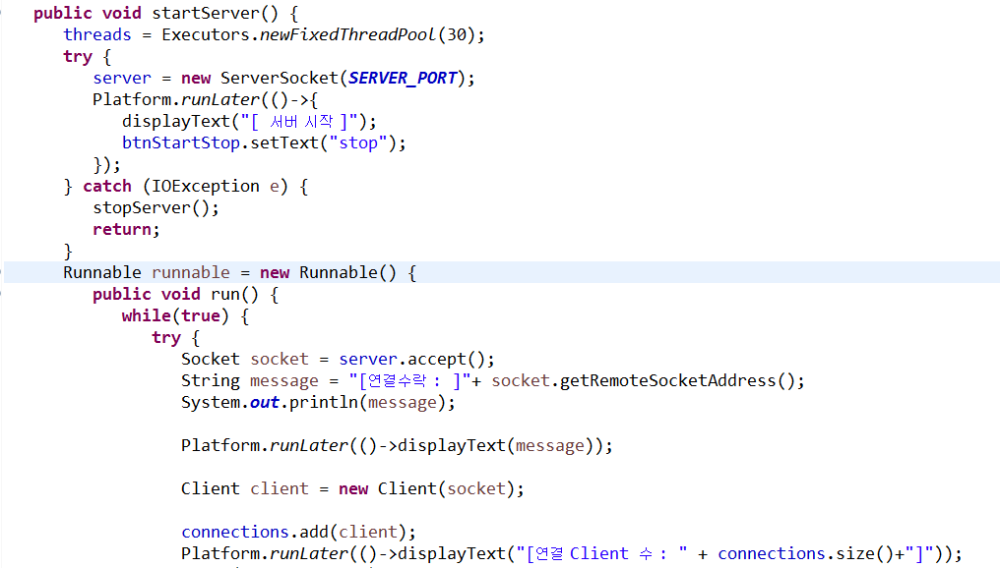 public void startServer() {
threads = Executors.newFixedThreadPool(30);
try {
server = new ServerSocket(SERVER_PORT);
Platform.runLater(()->{
displayText("[ 서버 시작 ]");
btnStartStop.setText("stop");
});
} catch (IOException e) {
stopServer();
return;
}
Runnable runnable = new Runnable() {
public void run() {
while(true) {
try {
Socket socket = server.accept();
String message = "[연결수락 : ]"+ socket.getRemoteSocketAddress();
System.out.println(message);
Platform.runLater(()->displayText(message));
Client client = new Client(socket);
connections.add(client);
Platform.runLater(()->displayText("[연결 Client 수 : " + connections.size()+"]"));